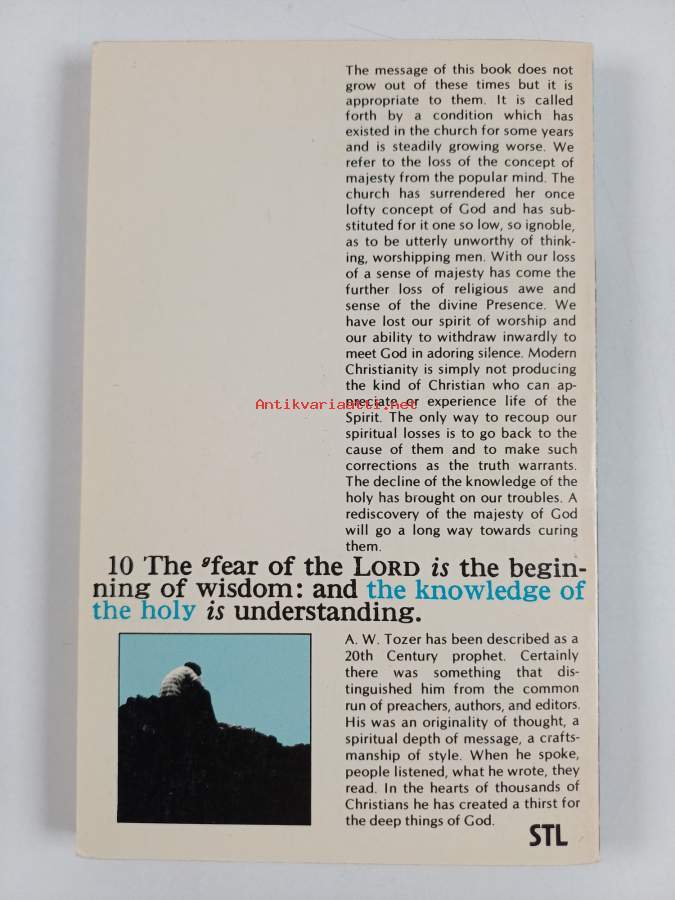 The message of this book does not
grow out of these times but it is
appropriate to them. It is called
forth by a condition which has
existed in the church for some years
and is steadily growing worse. We
refer to the loss of the concept of
majesty from the popular mind. The
church has surrendered her once
lofty concept of God and has sub-
stituted for it one so low, so ignoble,
as to be utterly unworthy of think-
ing, worshipping men. With our loss
of a sense of majesty has come the
further loss of religious awe and
sense of the divine Presence. We
have lost our spirit of worship and
our ability to withdraw inwardly to
meet God in adoring silence. Modern
Christianity is simply not producing
the kind of Christian who can ap-
preciate or experience life of the
Antikvariaatti.net
Spirit. The only way to recoup our
spiritual losses is to go back to the
cause of them and to make such
corrections as the truth warrants.
The decline of the knowledge of the
holy has brought on our troubles. A
rediscovery of the majesty of God
will go a long way towards curing
them.
10 The ᵍfear of the LORD is the begin-
ning of wisdom: and the knowledge of
the holy is understanding.
A. W. Tozer has been described as a
20th Century prophet. Certainly
there was something that dis-
tinguished him from the common
run of preachers, authors, and editors.
His was an originality of thought, a
spiritual depth of message, a crafts-
manship of style. When he spoke,
people listened, what he wrote, they
read. In the hearts of thousands of
Christians he has created a thirst for
the deep things of God.
STL